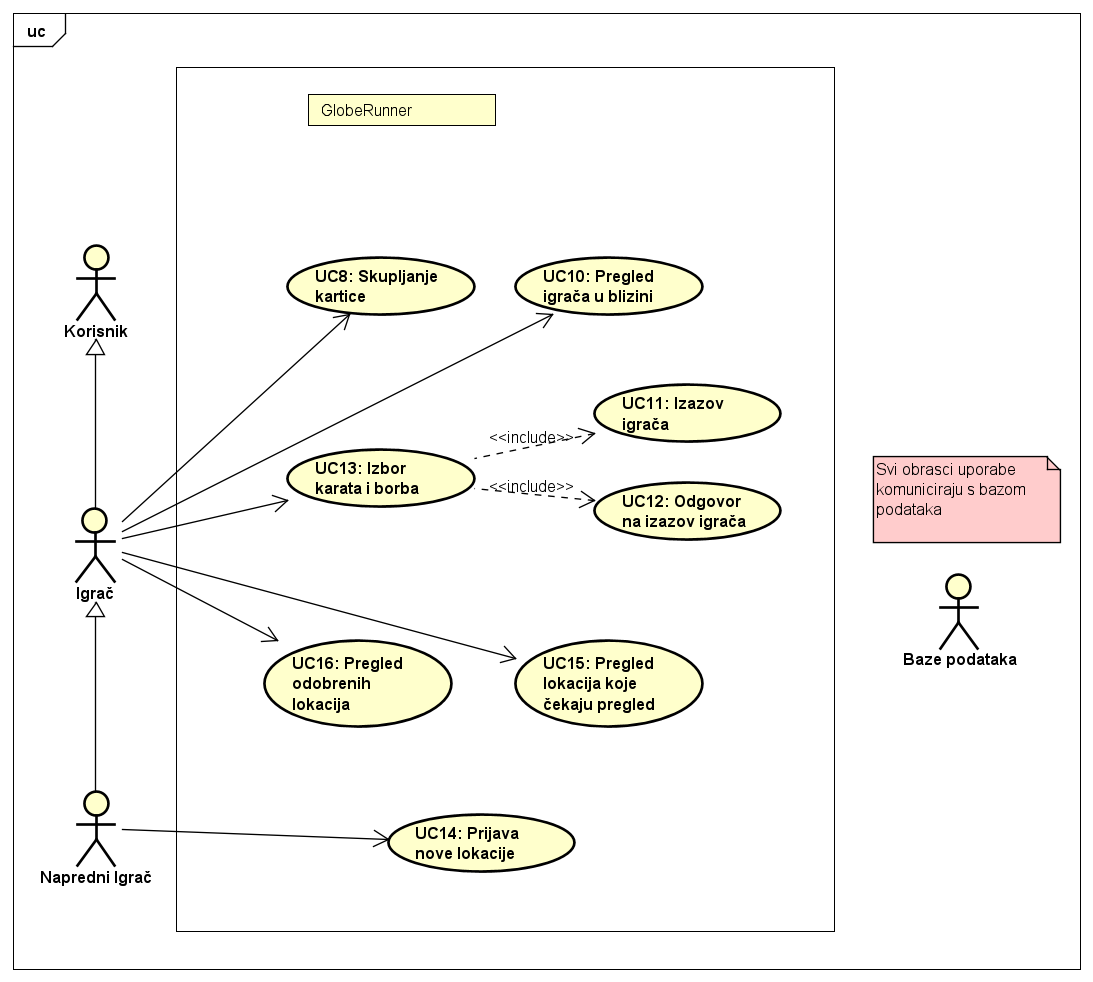 uc
GlobeRunner
Korisnik
UC8: Skupljanje
kartice
UC10: Pregled
igrača u blizini
UC11: Izazov
igrača
<<include>>
UC13: Izbor
karata i borba
<<include>>
UC12: Odgovor
na izazov igrača
Svi obrasci uporabe
komuniciraju s bazom
podataka
Igrač
Baze podataka
UC16: Pregled
odobrenih
lokacija
UC15: Pregled
lokacija koje
čekaju pregled
UC14: Prijava
nove lokacije
Napredni Igrač